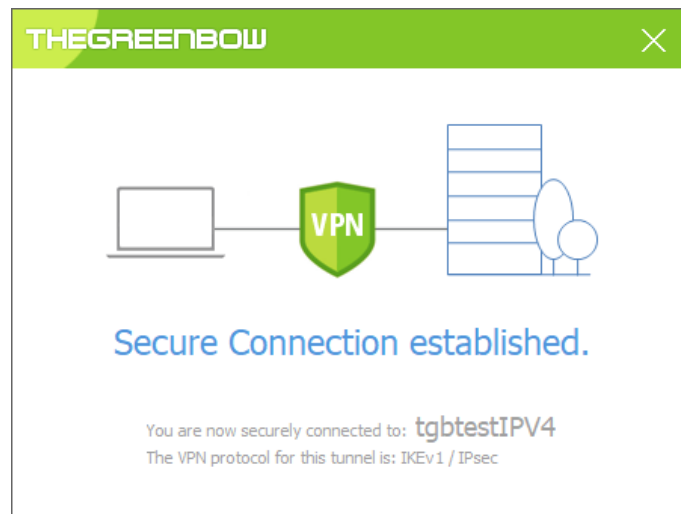 THEGREENBOW
VPN
Secure Connection established.
You are now securely connected to: tgbtestIPV4
The VPN protocol for this tunnel is: IKEv1 / IPsec